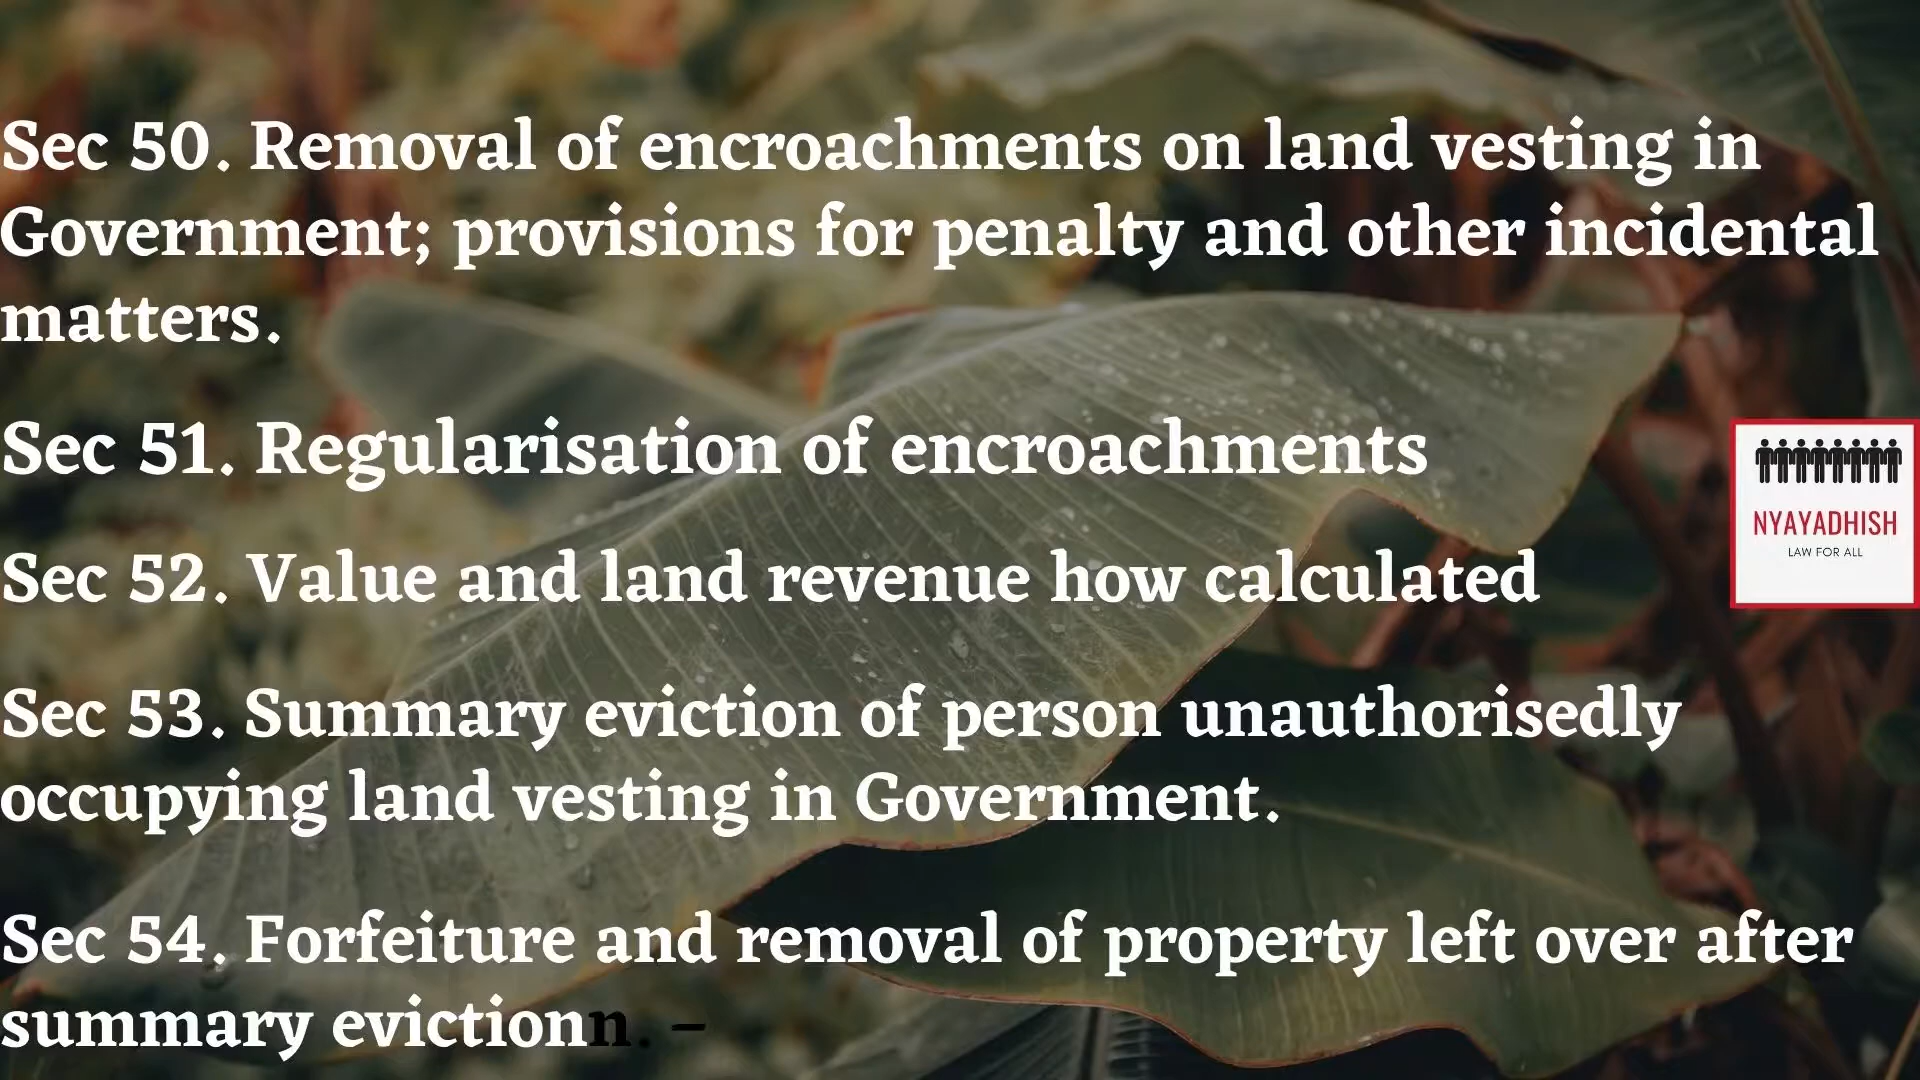 Sec 50. Removal of encroachments on land vesting in
Government; provisions for penalty and other incidental
matters.
Sec 51. Regularisation of encroachments
NYAYADHISH
LAW FOR ALL
Sec 52. Value and land revenue how calculated
Sec 53. Summary eviction of person unauthorisedly
occupying land vesting in Government.
Sec 54. Forfeiture and removal of property left over after
summary evictionn. –